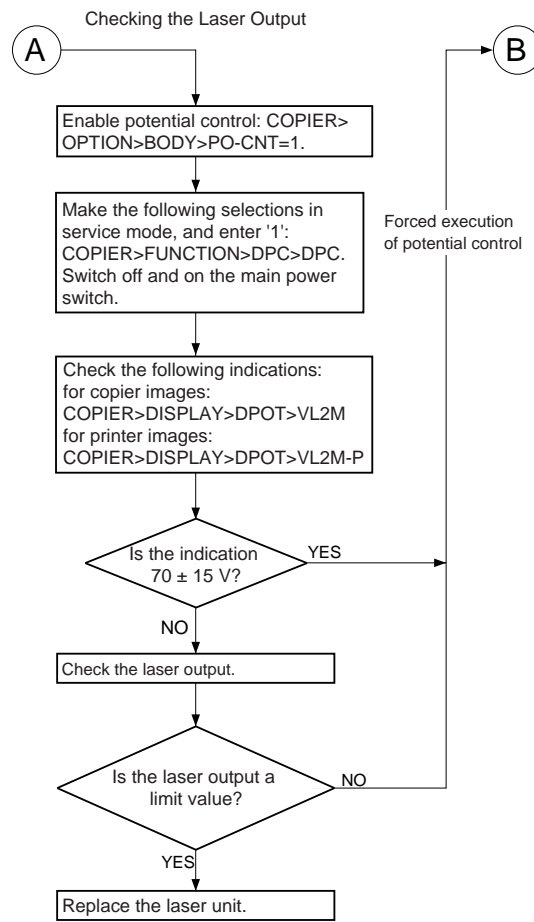 Checking the Laser Output
A
B
Enable potential control: COPIER>
OPTION>BODY>PO-CNT=1.
Make the following selections in
service mode, and enter '1':
COPIER>FUNCTION>DPC>DPC.
Switch off and on the main power
switch.
Forced execution
of potential control
Check the following indications:
for copier images:
COPIER>DISPLAY>DPOT>VL2M
for printer images:
COPIER>DISPLAY>DPOT>VL2M-P
Is the indication
70 ± 15 V?
YES
NO
Check the laser output.
Is the laser output a
limit value?
NO
YES
Replace the laser unit.